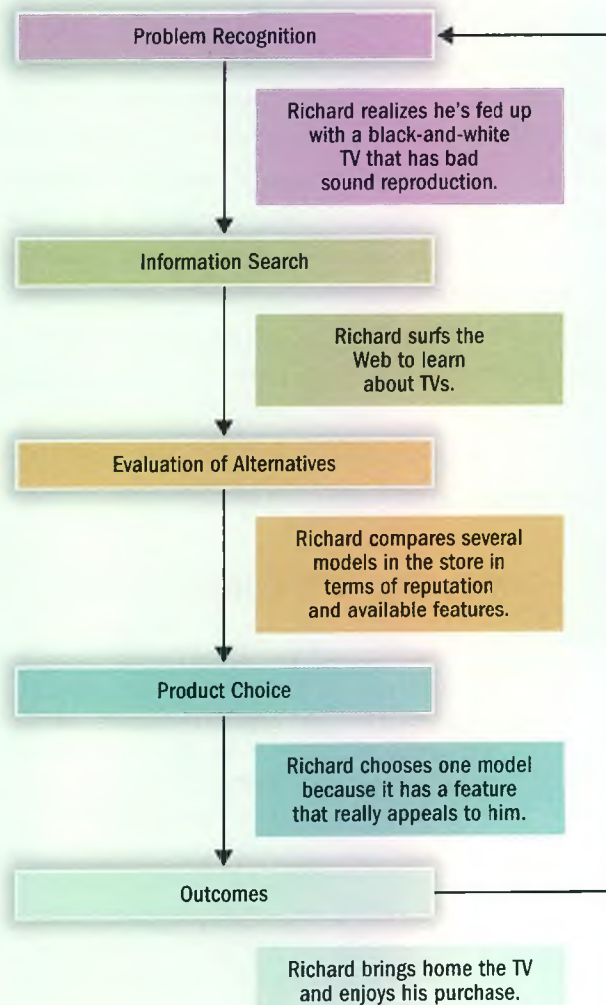 Problem Recognition
Richard realizes he's fed up
with a black-and-white
TV that has bad
sound reproduction.
Information Search
Richard surfs the
Web to learn
about TVs.
Evaluation of Alternatives
Richard compares several
models in the store in
terms of reputation
and available features.
Product Choice
Richard chooses one model
because it has a feature
that really appeals to him.
Outcomes
Richard brings home the TV
and enjoys his purchase.